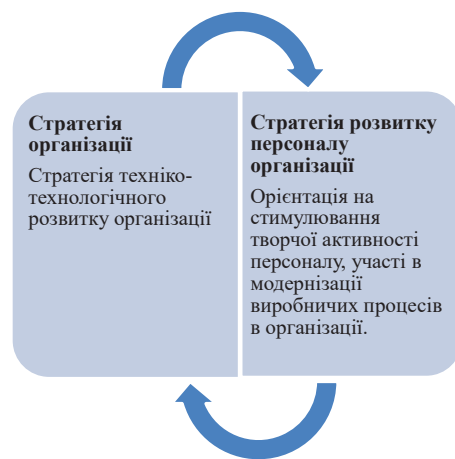 Стратегія
організації
Стратегія техніко-
технологічного
розвитку організації
Стратегія розвитку
персоналу
організації
Орієнтація на
стимулювання
творчої активності
персоналу, участі в
модернізації
виробничих процесів
в організації.